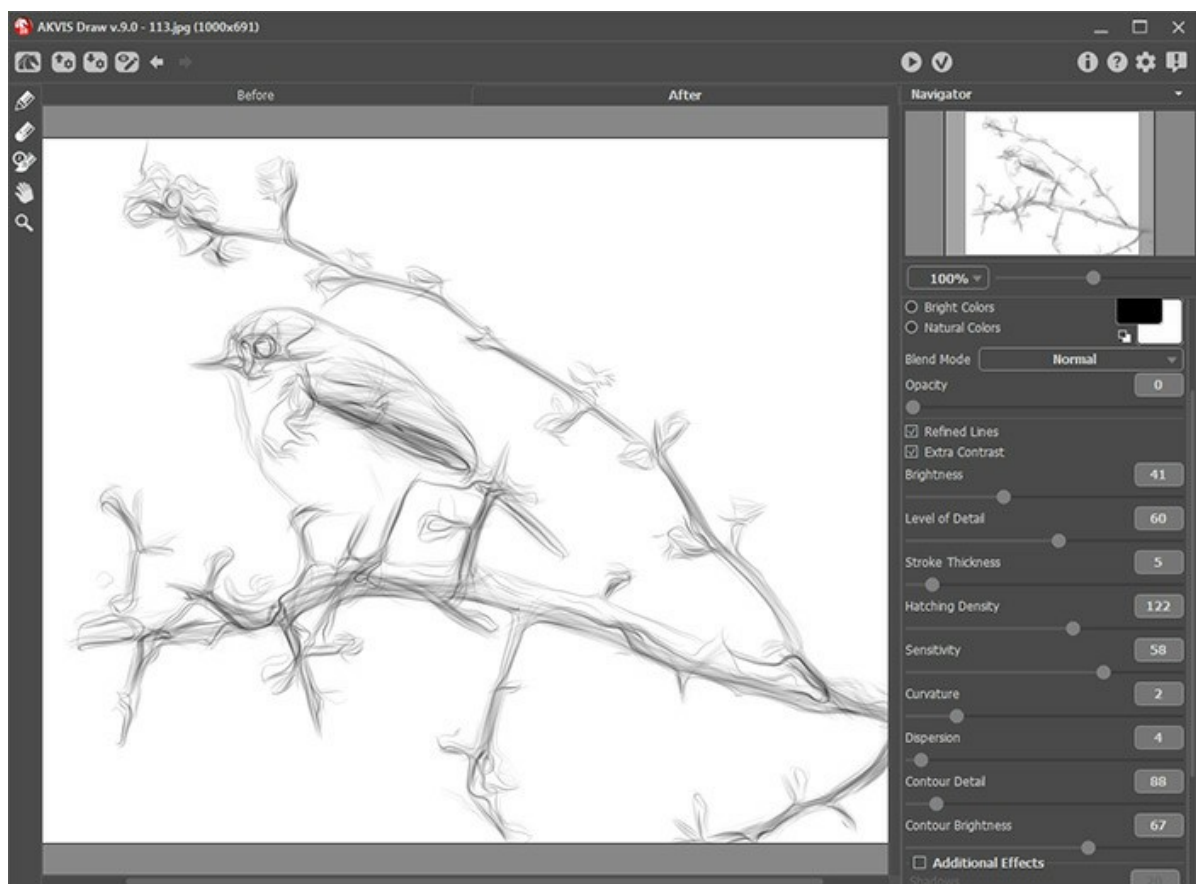 AKVIS Draw v.9.0 - 113.jpg (1000x691)
Before
After
Navigator
100%
Bright Colors
Natural Colors
Blend Mode Normal
Opacity 0
Refined Lines
Extra Contrast
Brightness 41
Level of Detail 60
Stroke Thickness 5
Hatching Density 122
Sensitivity 58
Curvature 2
Dispersion 4
Contour Detail 88
Contour Brightness 67
Additional Effects
Shadows 20